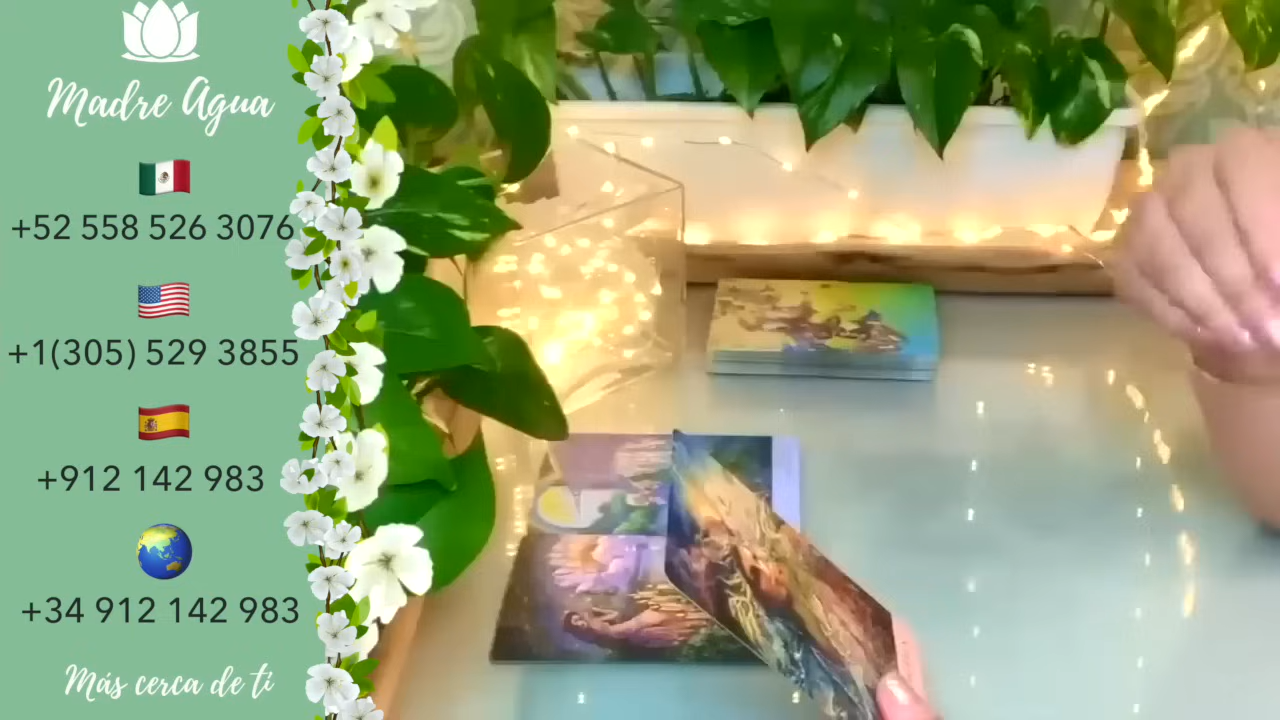 Madre Agua
+52 558 526 3076
+1(305) 529 3855
+912 142 983
+34 912 142 983
Más cerca de ti